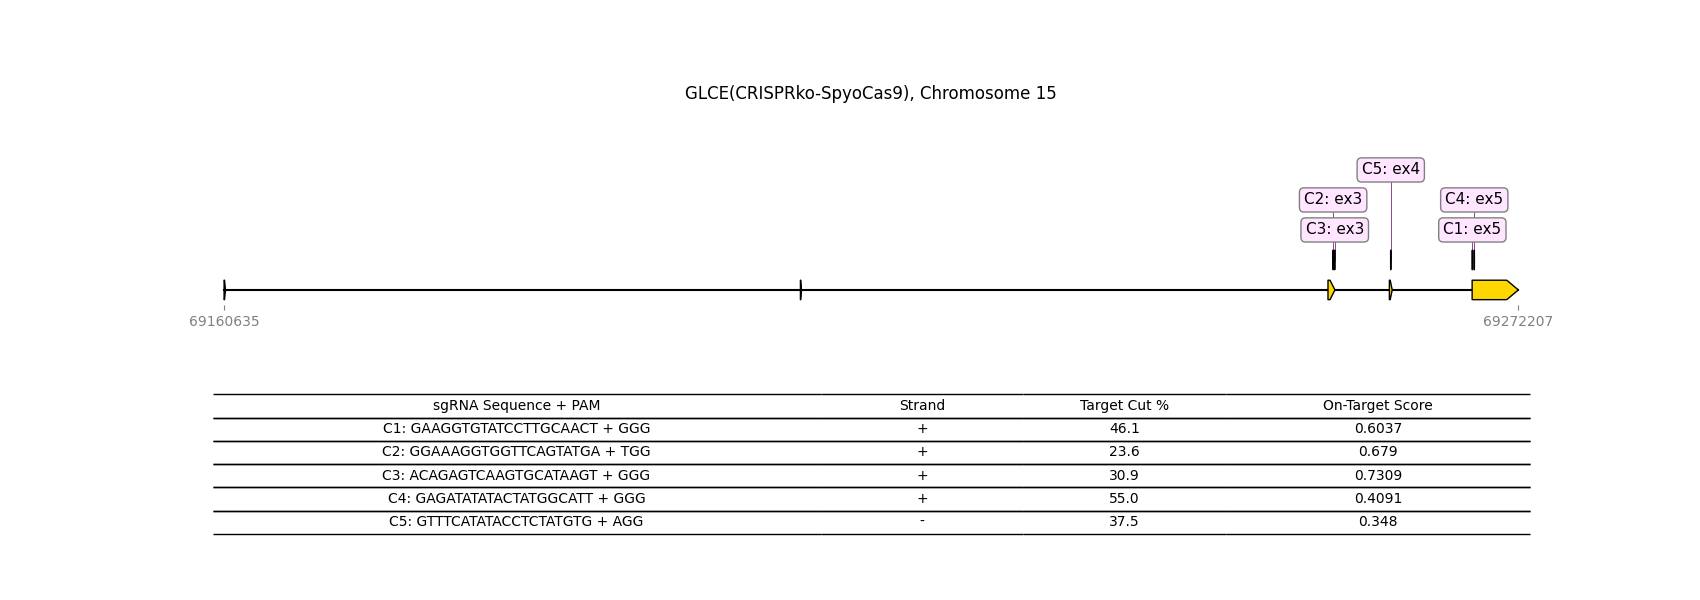 GLCE(CRISPRko-SpyoCas9), Chromosome 15
C5: ex4
C2: ex3 C4: ex5
C3: ex3 C1: ex5
69160635 69272207
sgRNA Sequence + PAM Strand Target Cut % On-Target Score
C1: GAAGGTGTATCCTTGCAACT + GGG + 46.1 0.6037
C2: GGAAAGGTGGTTCAGTATGA + TGG + 23.6 0.679
C3: ACAGAGTCAAGTGCATAAGT + GGG + 30.9 0.7309
C4: GAGATATATACTATGGCATT + GGG + 55.0 0.4091
C5: GTTTCATATACCTCTATGTG + AGG - 37.5 0.348